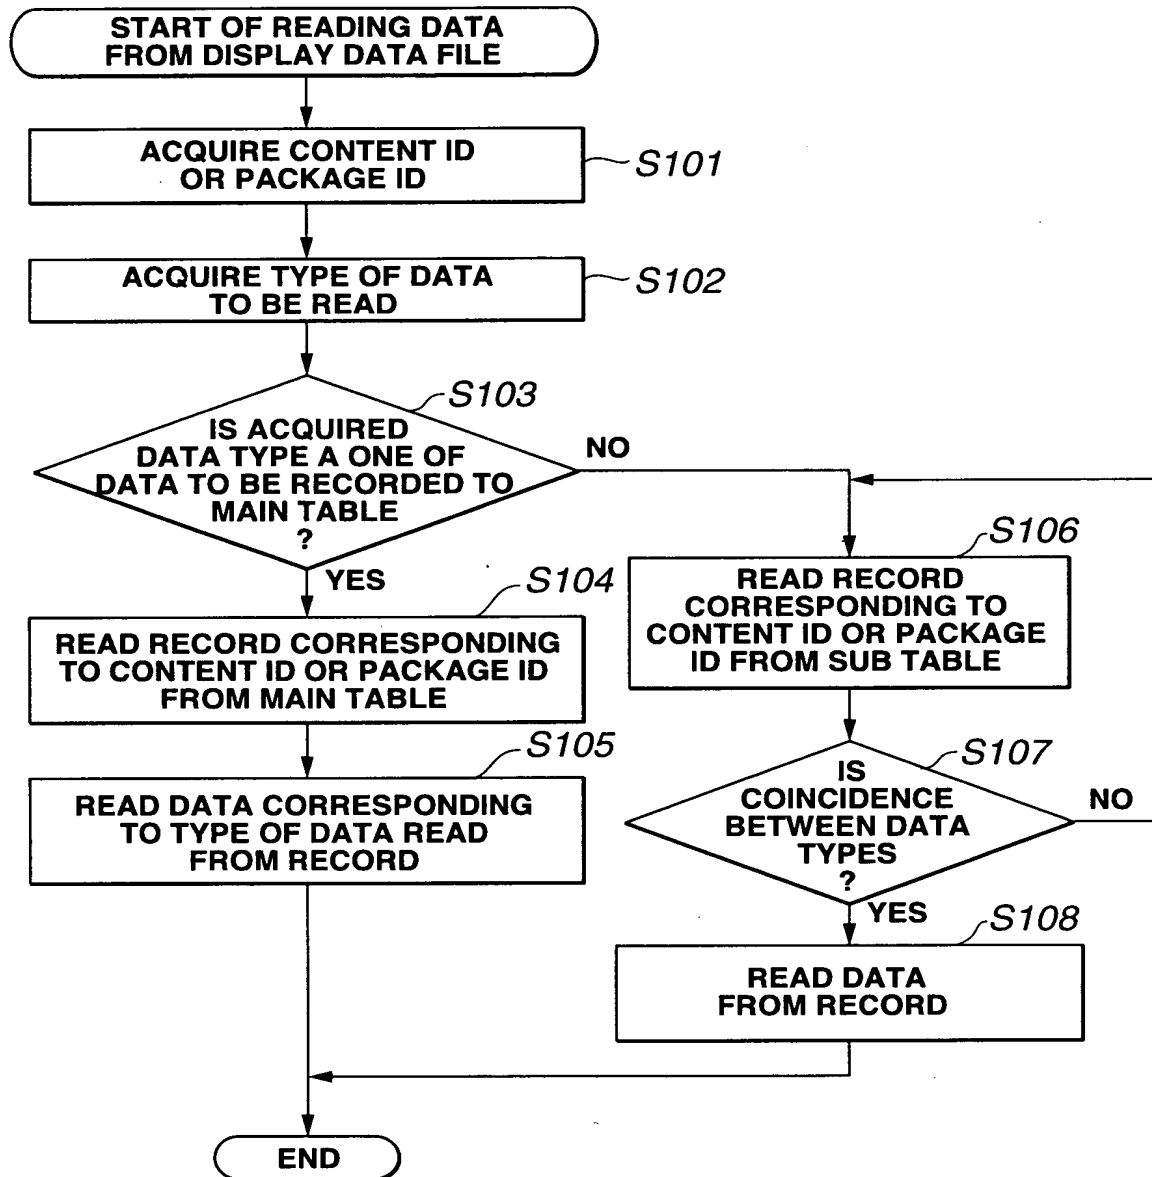 START OF READING DATA
FROM DISPLAY DATA FILE
ACQUIRE CONTENT ID
OR PACKAGE ID
S101
ACQUIRE TYPE OF DATA
TO BE READ
S102
S103
IS ACQUIRED
DATA TYPE A ONE OF
DATA TO BE RECORDED TO
MAIN TABLE
?
NO
YES
S104
READ RECORD CORRESPONDING
TO CONTENT ID OR PACKAGE ID
FROM MAIN TABLE
S105
READ DATA CORRESPONDING
TO TYPE OF DATA READ
FROM RECORD
S106
READ RECORD
CORRESPONDING TO
CONTENT ID OR PACKAGE
ID FROM SUB TABLE
S107
IS
COINCIDENCE
BETWEEN DATA
TYPES
?
NO
YES
S108
READ DATA
FROM RECORD
END